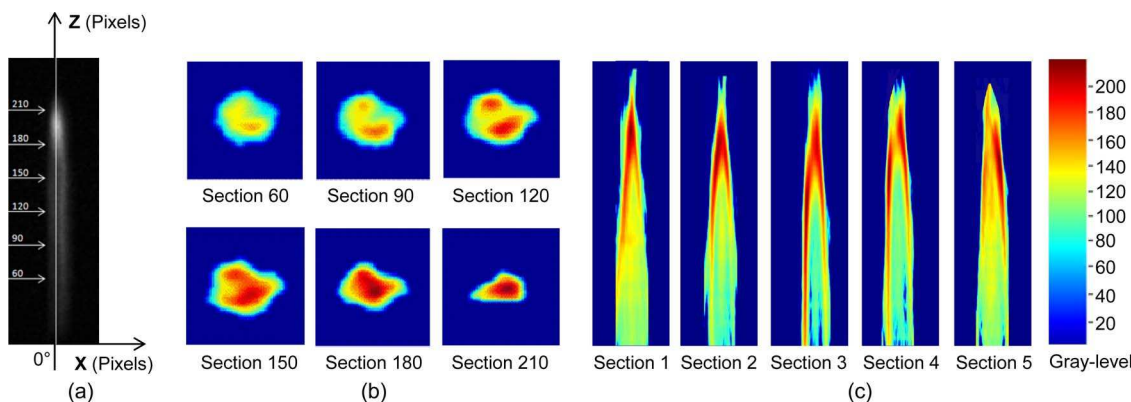 Z (Pixels)
210
180
150
120
90
60
0°
X (Pixels)
(a)
Section 60
Section 90
Section 120
Section 150
Section 180
Section 210
(b)
Section 1
Section 2
Section 3
Section 4
Section 5
(c)
200
180
160
140
120
100
80
60
40
20
Gray-level